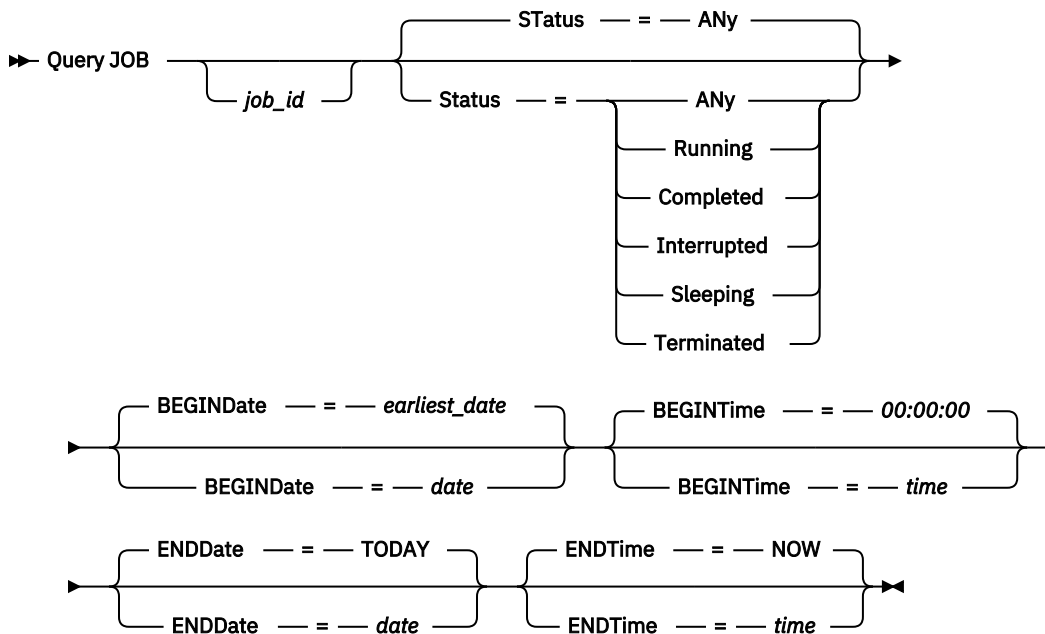 STatus = ANy
Query JOB
job_id
Status = ANy
Running
Completed
Interrupted
Sleeping
Terminated
BEGINDate = earliest_date BEGINTime = 00:00:00
BEGINDate = date BEGINTime = time
ENDDate = TODAY ENDTime = NOW
ENDDate = date ENDTime = time